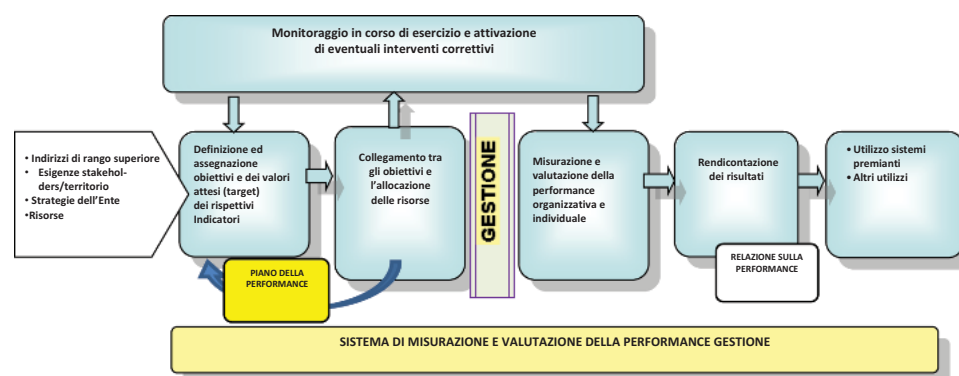 Monitoraggio in corso di esercizio e attivazione
di eventuali interventi correttivi
• Indirizzi di rango superiore
• Esigenze stakehol-
ders/territorio
• Strategie dell'Ente
•Risorse
Definizione ed
assegnazione
obiettivi e dei valori
attesi (target)
dei rispettivi
Indicatori
Collegamento tra
gli obiettivi e
l'allocazione
delle risorse
GESTIONE
Misurazione e
valutazione della
performance
organizzativa e
individuale
Rendicontazione
dei risultati
• Utilizzo sistemi
premianti
• Altri utilizzi
PIANO DELLA
PERFORMANCE
RELAZIONE SULLA
PERFORMANCE
SISTEMA DI MISURAZIONE E VALUTAZIONE DELLA PERFORMANCE GESTIONE